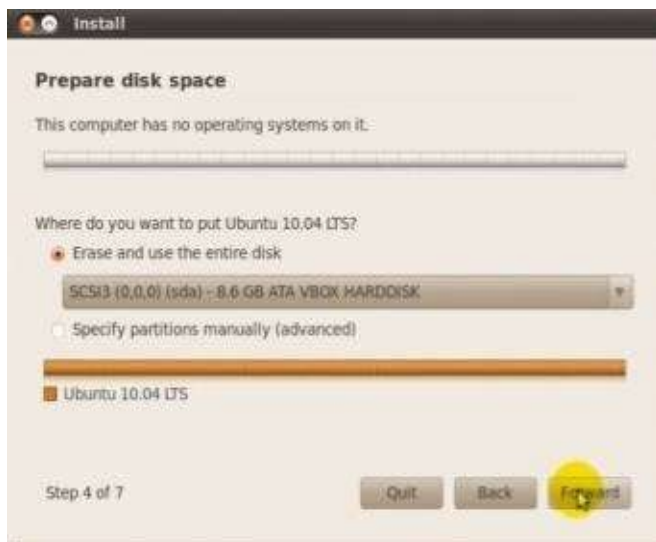 Install
Prepare disk space
This computer has no operating systems on it.
Where do you want to put Ubuntu 10.04 LTS?
Erase and use the entire disk
SCSI3 (0,0,0) (sda) - 8.6 GB ATA VBOX HARDDISK
Specify partitions manually (advanced)
Ubuntu 10.04 LTS
Step 4 of 7
Quit Back Forward